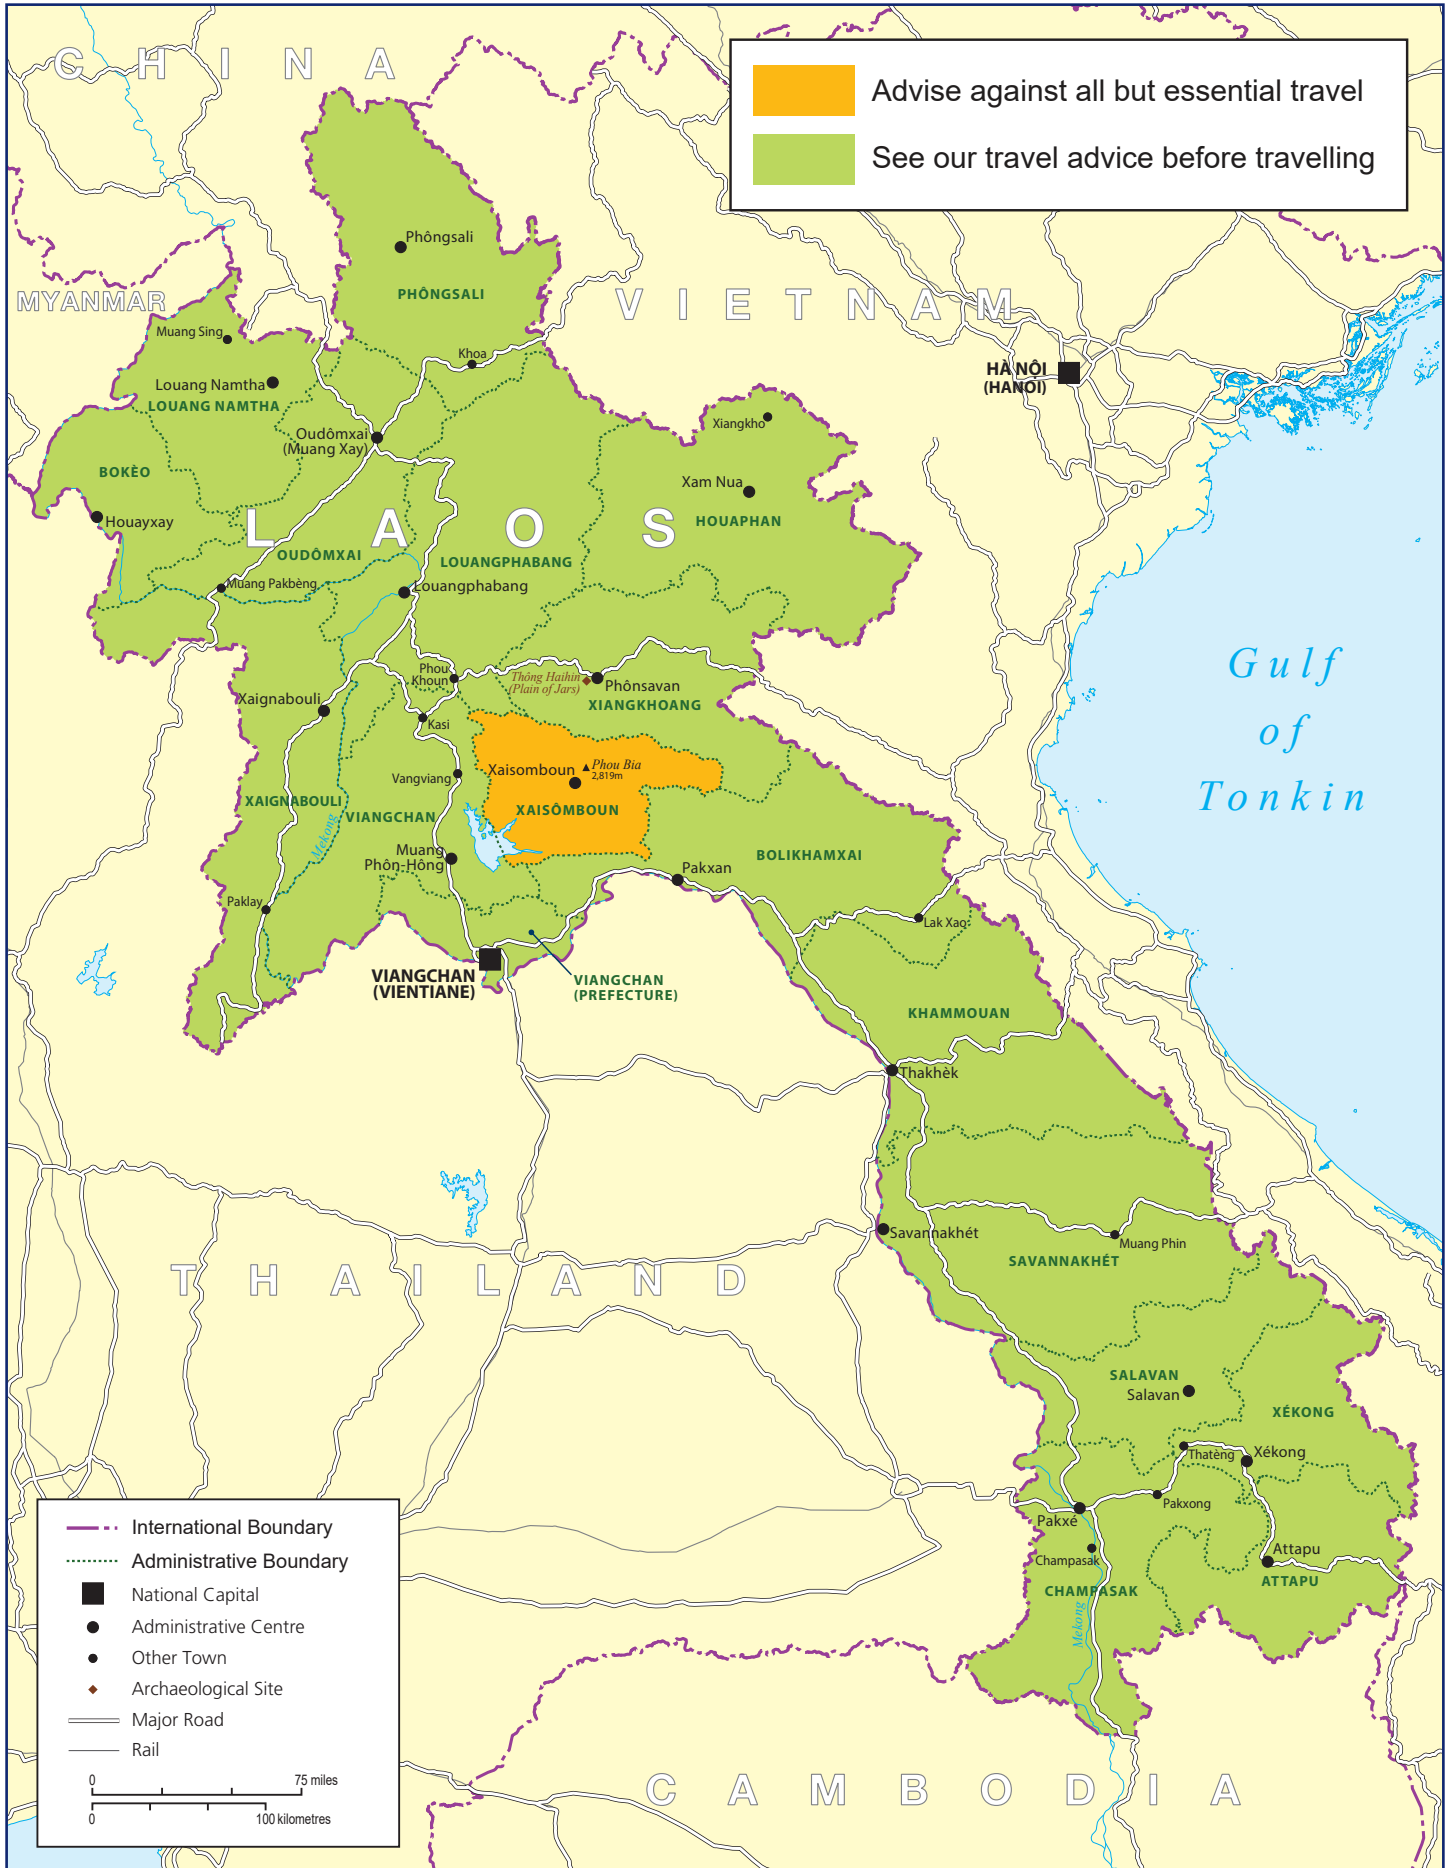 C H I N A
Advise against all but essential travel
See our travel advice before travelling
Phôngsali
PHÔNGSALI
MYANMAR
V I E T N A M
Muang Sing
Khoa
HÀ NÔI
(HANOI)
Louang Namtha
LOUANG NAMTHA
Xiangkho
Oudômxai
(Muang Xay)
BOKÈO
Xam Nua
Houayxay
L A O S
HOUAPHAN
OUDÔMXAI
LOUANGPHABANG
Muang Pakbèng
Louangphabang
Gulf
of
Tonkin
Phou
Khoun
Thông Haihin
(Plain of Jars)
Phônsavan
XIANGKHOANG
Xaignabouli
Kasi
Vangviang
Xaisomboun
Phou Bia
2,819m
XAIGNABOULI
VIANGCHAN
XAISÔMBOUN
Mekong
Muang
Phôn-Hông
BOLIKHAMXAI
Pakxan
Paklay
Lak Xao
VIANGCHAN
(VIENTIANE)
VIANGCHAN
(PREFECTURE)
KHAMMOUAN
Thakhèk
Savannakhét
Muang Phin
SAVANNAKHÉT
T H A I L A N D
SALAVAN
Salavan
XÉKONG
Thatèng
Xékong
Pakxong
Pakxé
Champasak
Attapu
ATTAPU
CHAMPASAK
Mekong
International Boundary
Administrative Boundary
National Capital
Administrative Centre
Other Town
Archaeological Site
Major Road
Rail
0 75 miles
0 100 kilometres
C A M B O D I A